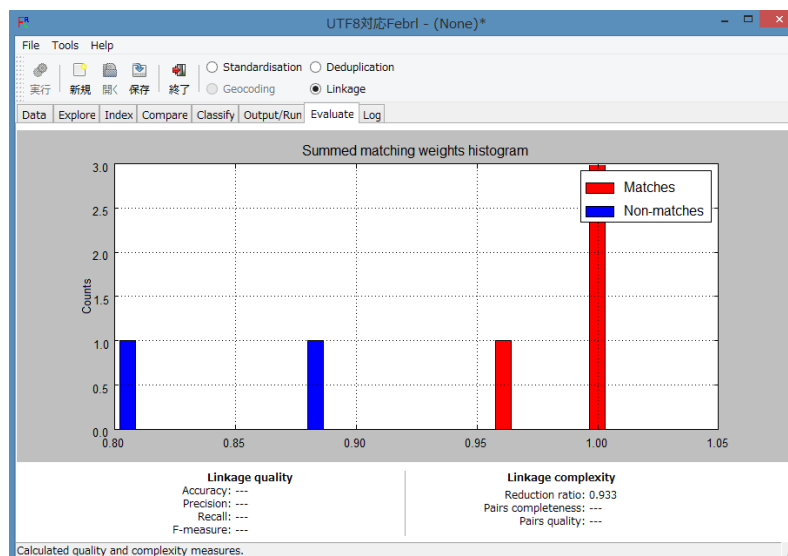 UTF8対応Febrl - (None)*
File Tools Help
実行 新規 開く 保存 終了 Standardisation Deduplication
Geocoding Linkage
Data Explore Index Compare Classify Output/Run Evaluate Log
Summed matching weights histogram
Matches
Non-matches
Counts
3.0
2.5
2.0
1.5
1.0
0.5
0.0
0.80 0.85 0.90 0.95 1.00 1.05
Linkage quality
Accuracy: ---
Precision: ---
Recall: ---
F-measure: ---
Linkage complexity
Reduction ratio: 0.933
Pairs completeness: ---
Pairs quality: ---
Calculated quality and complexity measures.